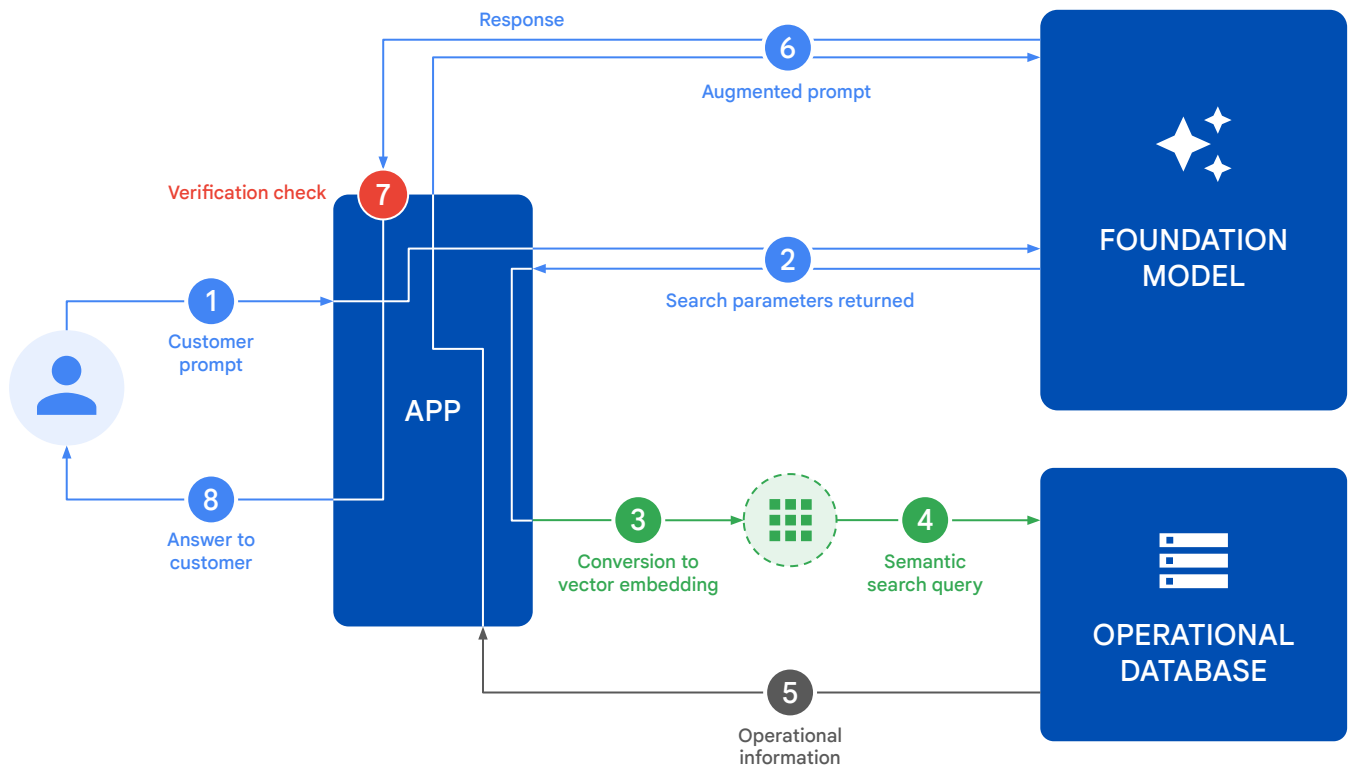 Response
6
Augmented prompt
Verification check
7
FOUNDATION
MODEL
2
Search parameters returned
1
Customer
prompt
APP
8
Answer to
customer
3
Conversion to
vector embedding
4
Semantic
search query
OPERATIONAL
DATABASE
5
Operational
information